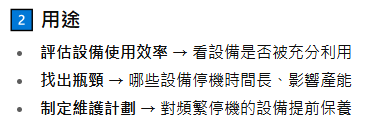 2 用途
• 評估設備使用效率 → 看設備是否被充分利用
• 找出瓶頸 → 哪些設備停機時間長、影響產能
• 制定維護計劃 → 對頻繁停機的設備提前保養